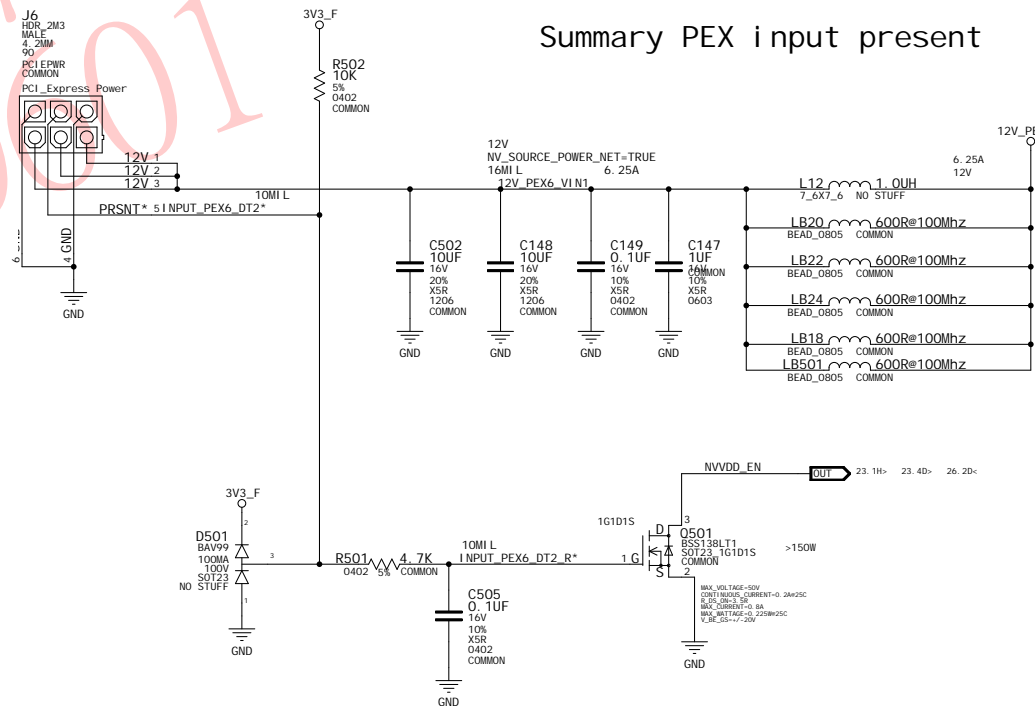 Summary PEX input present
J6
HDR_2M3
MALE
4.2MM
90
PCIEPWR
COMMON
PCI_Express Power
12V 1
12V 2
12V 3
PRSNT* 5 INPUT_PEX6_DT2*
10MIL
4 GND
GND
3V3_F
R502
10K
5%
0402
COMMON
12V
NV_SOURCE_POWER_NET=TRUE
16MIL 6.25A
12V_PEX6_VIN1
C502
10UF
16V
20%
X5R
1206
COMMON
GND
C148
10UF
16V
20%
X5R
1206
COMMON
GND
C149
0.1UF
16V
10%
X5R
0402
COMMON
GND
C147
1UF
16V
COMMON
10%
X5R
0603
GND
6.25A
12V
L12 1.0UH
7_6X7_6 NO STUFF
LB20 600R@100Mhz
BEAD_0805 COMMON
LB22 600R@100Mhz
BEAD_0805 COMMON
LB24 600R@100Mhz
BEAD_0805 COMMON
LB18 600R@100Mhz
BEAD_0805 COMMON
LB501 600R@100Mhz
BEAD_0805 COMMON
3V3_F
2
D501
BAV99
100MA
100V
SOT23
NO STUFF
3
1
GND
R501 4.7K
0402 5% COMMON
10MIL
INPUT_PEX6_DT2_R*
C505
0.1UF
16V
10%
X5R
0402
COMMON
GND
NVVDD_EN
OUT 23.1H> 23.4D> 26.2D<
1G1D1S
1 G
D
S
3
2
Q501
BSS138LT1
SOT23_1G1D1S
COMMON
>150W
MAX_VOLTAGE=50V
CONTINUOUS_CURRENT=0.2A@25C
R_DS_ON=3.5R
MAX_CURRENT=0.8A
MAX_WATTAGE=0.225W@25C
V_BE_GS=+/-20V
GND